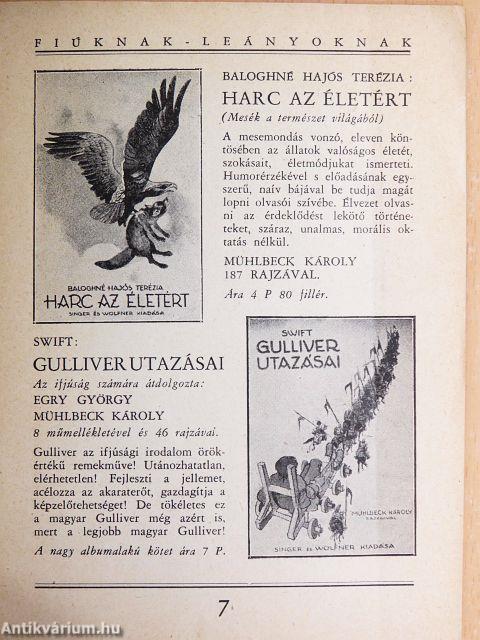 FIÚKNAK - LEÁNYOKNAK
BALOGHNÉ HAJÓS TERÉZIA
HARC AZ ÉLETÉRT
SINGER ÉS WOLFNER KIADÁSA
BALOGHNÉ HAJÓS TERÉZIA :
HARC AZ ÉLETÉRT
(Mesék a természet világából)
A mesemondás vonzó, eleven kön-
tösében az állatok valóságos életét,
szokásait, életmódjukat ismerteti.
Humorérzékével s előadásának egy-
szerű, naív bájával be tudja magát
lopni olvasói szívébe. Élvezet olvas-
ni az érdeklődést lekötő történe-
teket, száraz, unalmas, morális ok-
tatás nélkül.
MÜHLBECK KÁROLY
187 RAJZÁVAL.
Ára 4 P 80 fillér.
SWIFT:
GULLIVER UTAZÁSAI
Az ifjúság számára átdolgozta:
EGRY GYÖRGY
MÜHLBECK KÁROLY
8 műmellékletével és 46 rajzával.
Gulliver az ifjúsági irodalom örök-
értékű remekműve! Utánozhatatlan,
elérhetetlen! Fejleszti a jellemet,
acélozza az akaraterőt, gazdagítja a
képzelőtehetséget! De tökéletes ez
a magyar Gulliver még azért is,
mert a legjobb magyar Gulliver!
A nagy albumalakú kötet ára 7 P.
SWIFT
GULLIVER
UTAZÁSAI
MÜHLBECK KÁROLY
RAJZAIVAL
SINGER ÉS WOLFNER KIADÁSA
7
Antikvárium.hu